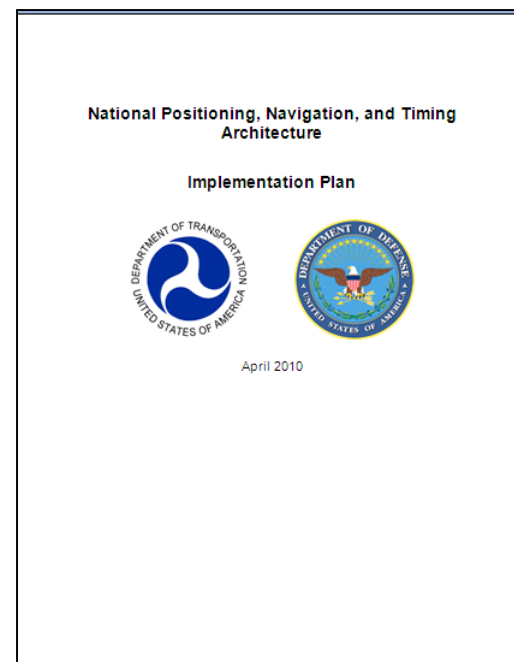 National Positioning, Navigation, and Timing
Architecture
Implementation Plan
DEPARTMENT OF TRANSPORTATION
UNITED STATES OF AMERICA
DEPARTMENT OF DEFENSE
UNITED STATES OF AMERICA
April 2010